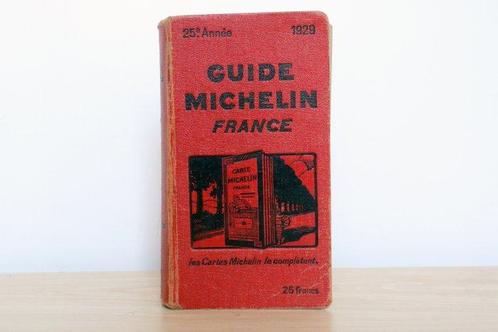 25e Année 1929
GUIDE
MICHELIN
FRANCE
CARTE
MICHELIN
FRANCE
les Cartes Michelin le complètent.
25 francs